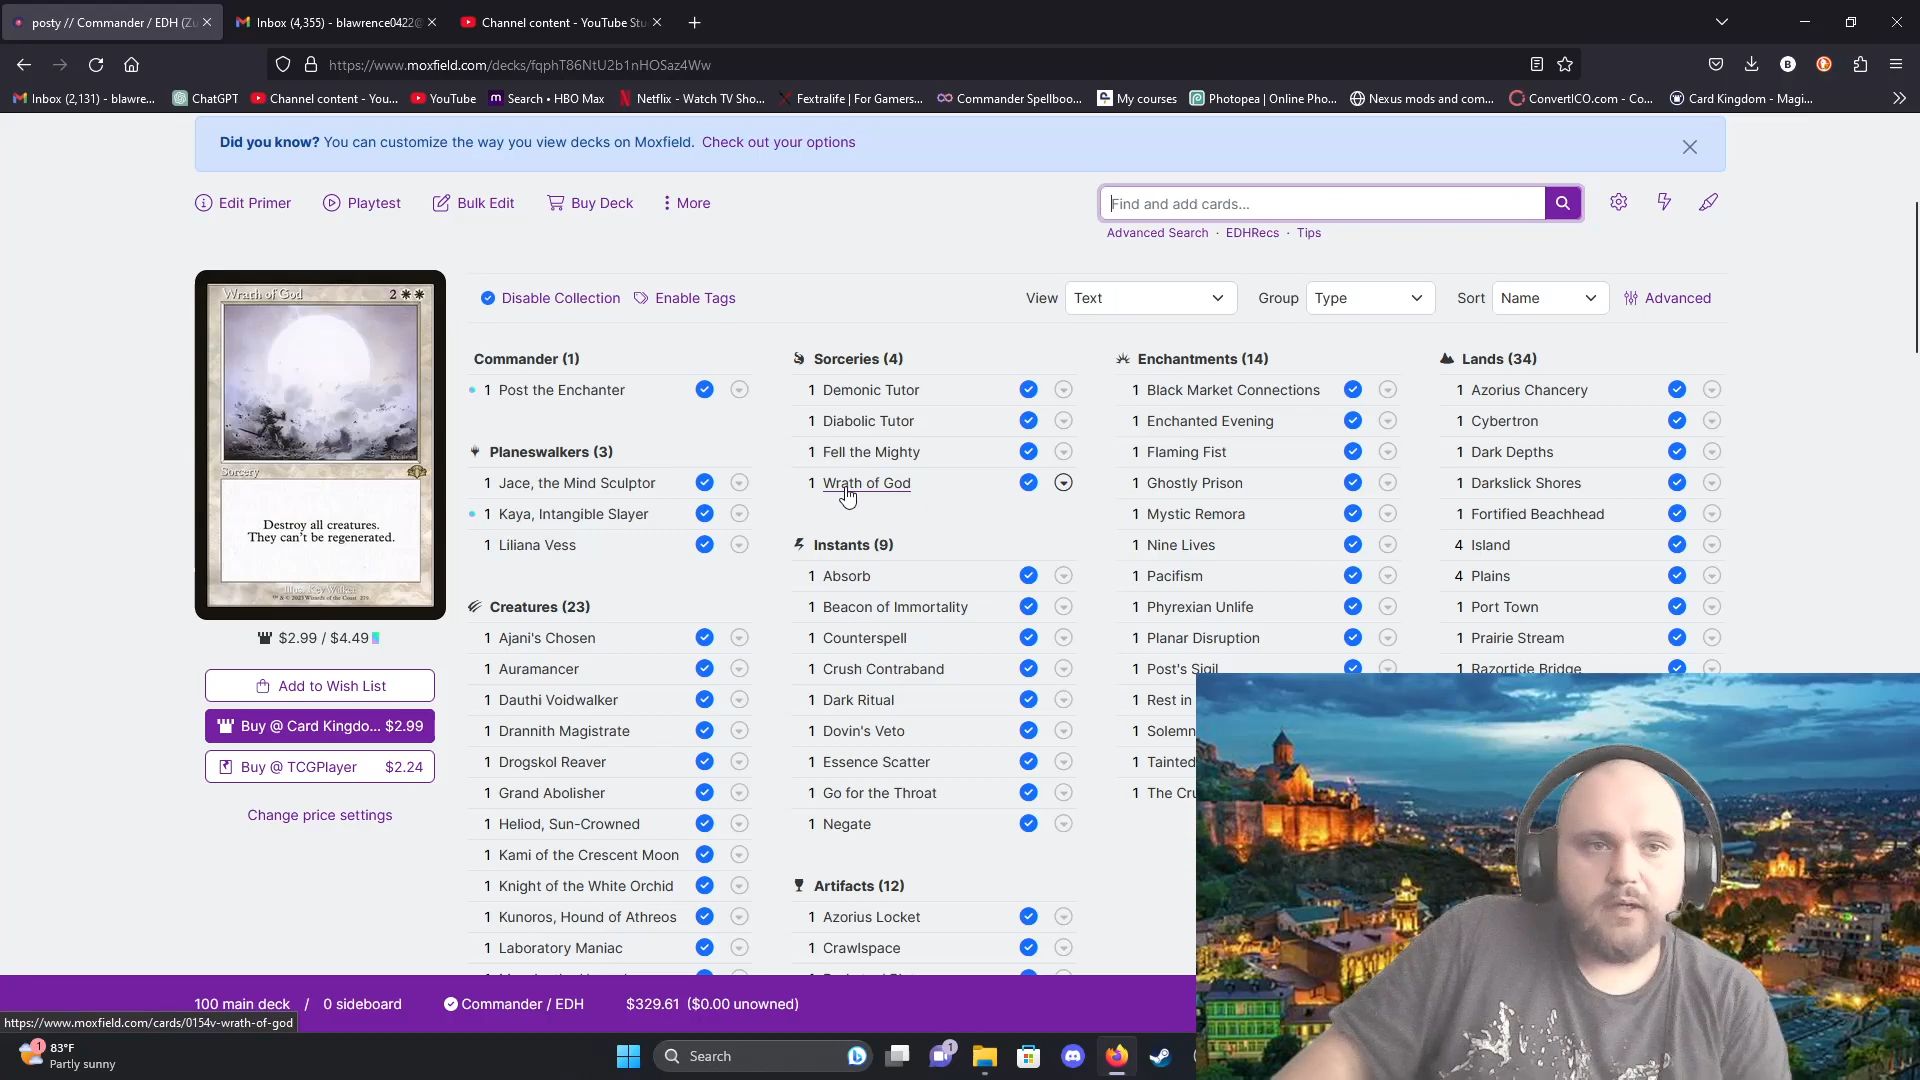 posty // Commander / EDH (Zu
Inbox (4,355) - blawrence0422@
Channel content - YouTube Stu
https://www.moxfield.com/decks/fqphT86NtU2b1nHOSaz4Ww
Inbox (2,131) - blawre...
ChatGPT
Channel content - You...
YouTube
Search • HBO Max
Netflix - Watch TV Sho...
Fextralife | For Gamers...
Commander Spellboo...
My courses
Photopea | Online Pho...
Nexus mods and com...
ConvertICO.com - Co...
Card Kingdom - Magi...
Did you know? You can customize the way you view decks on Moxfield. Check out your options
Edit Primer
Playtest
Bulk Edit
Buy Deck
More
Find and add cards...
Advanced Search · EDHRecs · Tips
Wrath of God 2
Sorcery
Destroy all creatures.
They can't be regenerated.
$2.99 / $4.49
Add to Wish List
Buy @ Card Kingdo... $2.99
Buy @ TCGPlayer $2.24
Change price settings
Disable Collection
Enable Tags
View Text
Group Type
Sort Name
Advanced
Commander (1)
1 Post the Enchanter
Planeswalkers (3)
1 Jace, the Mind Sculptor
1 Kaya, Intangible Slayer
1 Liliana Vess
Creatures (23)
1 Ajani's Chosen
1 Auramancer
1 Dauthi Voidwalker
1 Drannith Magistrate
1 Drogskol Reaver
1 Grand Abolisher
1 Heliod, Sun-Crowned
1 Kami of the Crescent Moon
1 Knight of the White Orchid
1 Kunoros, Hound of Athreos
1 Laboratory Maniac
Sorceries (4)
1 Demonic Tutor
1 Diabolic Tutor
1 Fell the Mighty
1 Wrath of God
Instants (9)
1 Absorb
1 Beacon of Immortality
1 Counterspell
1 Crush Contraband
1 Dark Ritual
1 Dovin's Veto
1 Essence Scatter
1 Go for the Throat
1 Negate
Artifacts (12)
1 Azorius Locket
1 Crawlspace
Enchantments (14)
1 Black Market Connections
1 Enchanted Evening
1 Flaming Fist
1 Ghostly Prison
1 Mystic Remora
1 Nine Lives
1 Pacifism
1 Phyrexian Unlife
1 Planar Disruption
1 Post's Sigil
1 Rest in
1 Solemn
1 Tainted
1 The Cru
Lands (34)
1 Azorius Chancery
1 Cybertron
1 Dark Depths
1 Darkslick Shores
1 Fortified Beachhead
4 Island
4 Plains
1 Port Town
1 Prairie Stream
1 Razortide Bridge
100 main deck / 0 sideboard
Commander / EDH
$329.61 ($0.00 unowned)
https://www.moxfield.com/cards/0154v-wrath-of-god
1
83°F
Partly sunny
Search
1